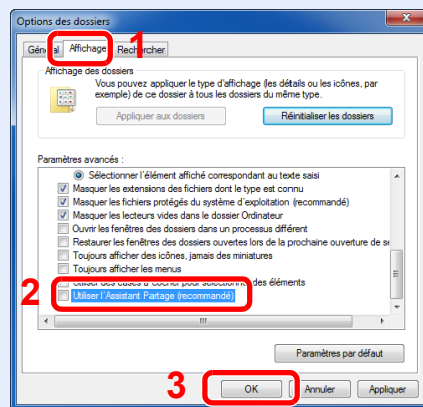 Options des dossiers
Général Affichage Rechercher
1
Affichage des dossiers
Vous pouvez appliquer le type d'affichage (les détails ou les icônes, par
exemple) de ce dossier à tous les dossiers du même type.
Appliquer aux dossiers Réinitialiser les dossiers
Paramètres avancés :
Sélectionner l'élément affiché correspondant au texte saisi
Masquer les extensions des fichiers dont le type est connu
Masquer les fichiers protégés du système d'exploitation (recommandé)
Masquer les lecteurs vides dans le dossier Ordinateur
Ouvrir les fenêtres des dossiers dans un processus différent
Restaurer les fenêtres des dossiers ouvertes lors de la prochaine ouverture de se
Toujours afficher des icônes, jamais des miniatures
Toujours afficher les menus
Utiliser des cases à cocher pour sélectionner des éléments
2
Utiliser l'Assistant Partage (recommandé)
Paramètres par défaut
3
OK Annuler Appliquer